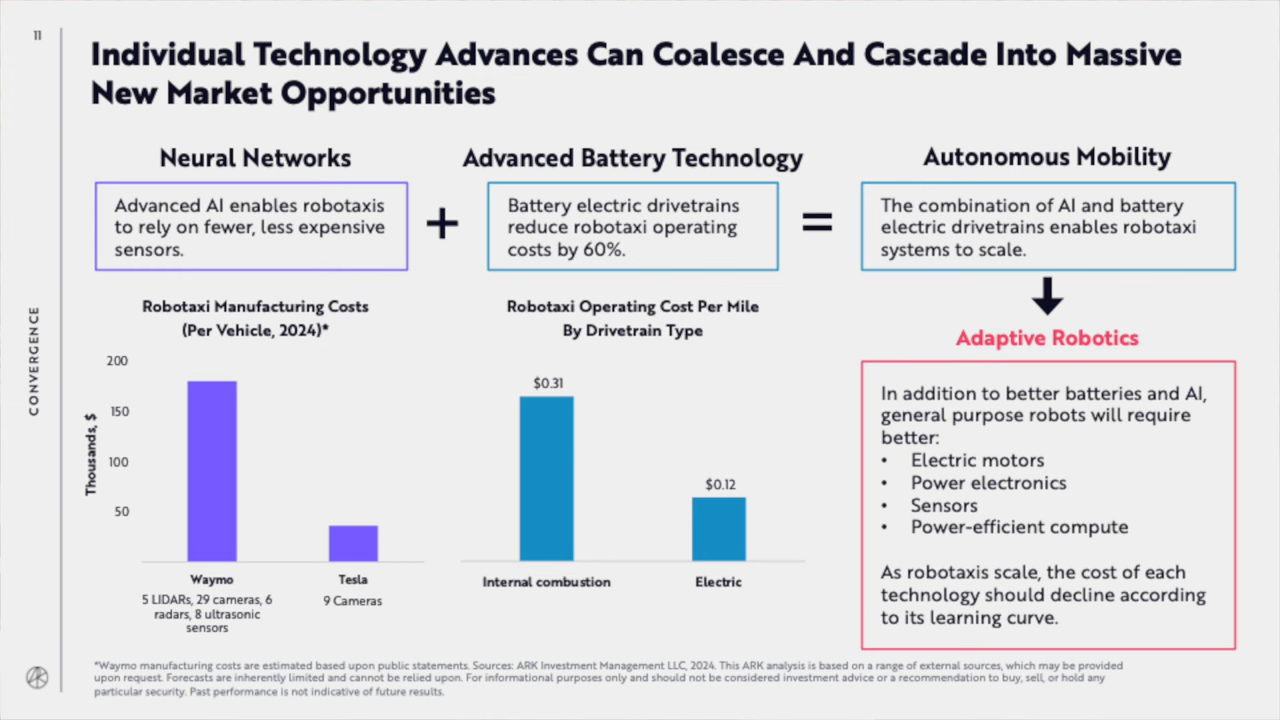 11
Individual Technology Advances Can Coalesce And Cascade Into Massive
New Market Opportunities
CONVERGENCE
Neural Networks
Advanced AI enables robotaxis
to rely on fewer, less expensive
sensors.
+
Advanced Battery Technology
Battery electric drivetrains
reduce robotaxi operating
costs by 60%.
=
Autonomous Mobility
The combination of AI and battery
electric drivetrains enables robotaxi
systems to scale.
Robotaxi Manufacturing Costs
(Per Vehicle, 2024)*
Thousands, $
200
150
100
50
Waymo
5 LIDARs, 29 cameras, 6
radars, 8 ultrasonic
sensors
Tesla
9 Cameras
Robotaxi Operating Cost Per Mile
By Drivetrain Type
$0.31
$0.12
Internal combustion
Electric
Adaptive Robotics
In addition to better batteries and AI,
general purpose robots will require
better:
• Electric motors
• Power electronics
• Sensors
• Power-efficient compute
As robotaxis scale, the cost of each
technology should decline according
to its learning curve.
*Waymo manufacturing costs are estimated based upon public statements. Sources: ARK Investment Management LLC, 2024. This ARK analysis is based on a range of external sources, which may be provided
upon request. Forecasts are inherently limited and cannot be relied upon. For informational purposes only and should not be considered investment advice or a recommendation to buy, sell, or hold any
particular security. Past performance is not indicative of future results.